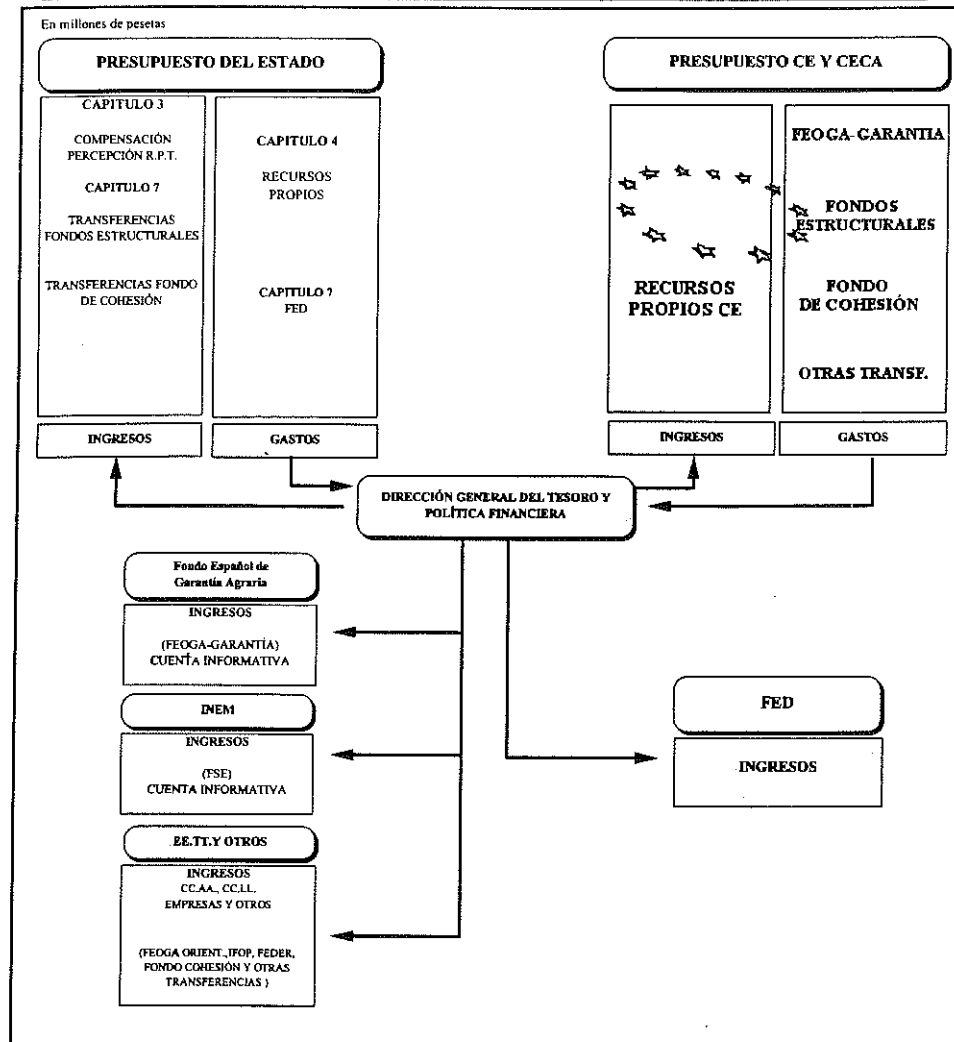 En millones de pesetas
PRESUPUESTO DEL ESTADO
CAPITULO 3
COMPENSACIÓN
PERCEPCIÓN R.P.T.
CAPITULO 7
TRANSFERENCIAS
FONDOS ESTRUCTURALES
TRANSFERENCIAS FONDO
DE COHESIÓN
INGRESOS
CAPITULO 4
RECURSOS
PROPIOS
CAPITULO 7
FED
GASTOS
PRESUPUESTO CE Y CECA
RECURSOS
PROPIOS CE
INGRESOS
FEOGA-GARANTIA
FONDOS
ESTRUCTURALES
FONDO
DE COHESIÓN
OTRAS TRANSF.
GASTOS
DIRECCIÓN GENERAL DEL TESORO Y
POLÍTICA FINANCIERA
Fondo Español de
Garantía Agraria
INGRESOS
(FEOGA-GARANTÍA)
CUENTA INFORMATIVA
INEM
INGRESOS
(FSE)
CUENTA INFORMATIVA
EE.TT.Y OTROS
INGRESOS
CC.AA., CC.LL.
EMPRESAS Y OTROS
(FEOGA ORIENT.,IFOP, FEDER,
FONDO COHESIÓN Y OTRAS
TRANSFERENCIAS )
FED
INGRESOS